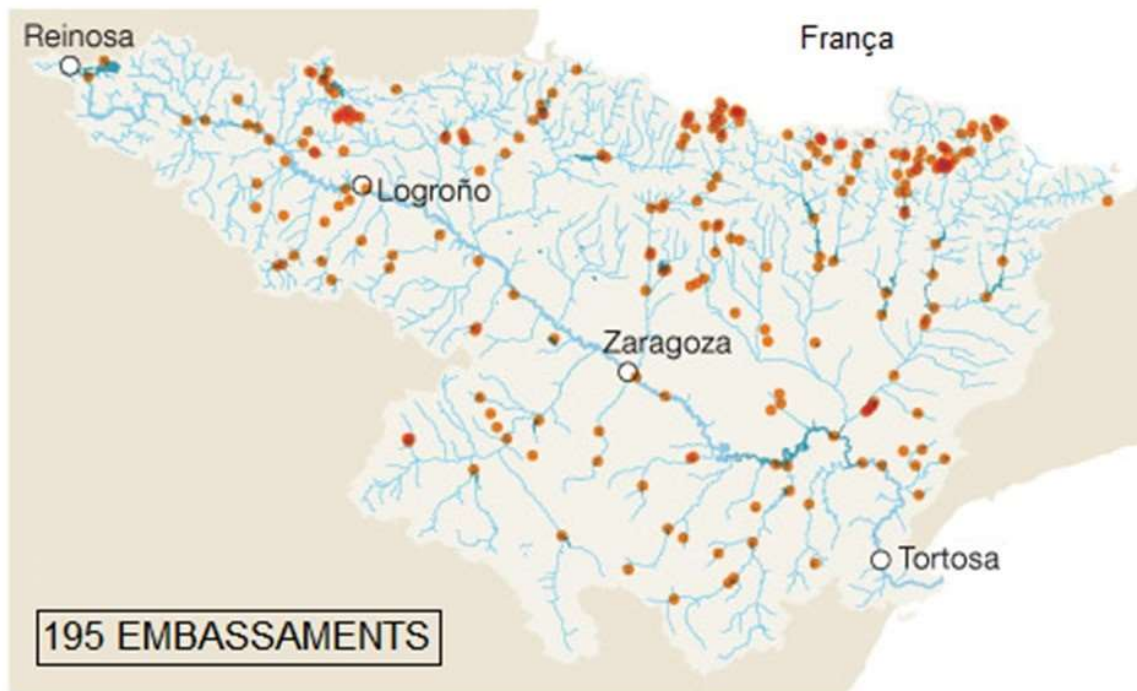 Reinosa
França
Logroño
Zaragoza
Tortosa
195 EMBASSAMENTS